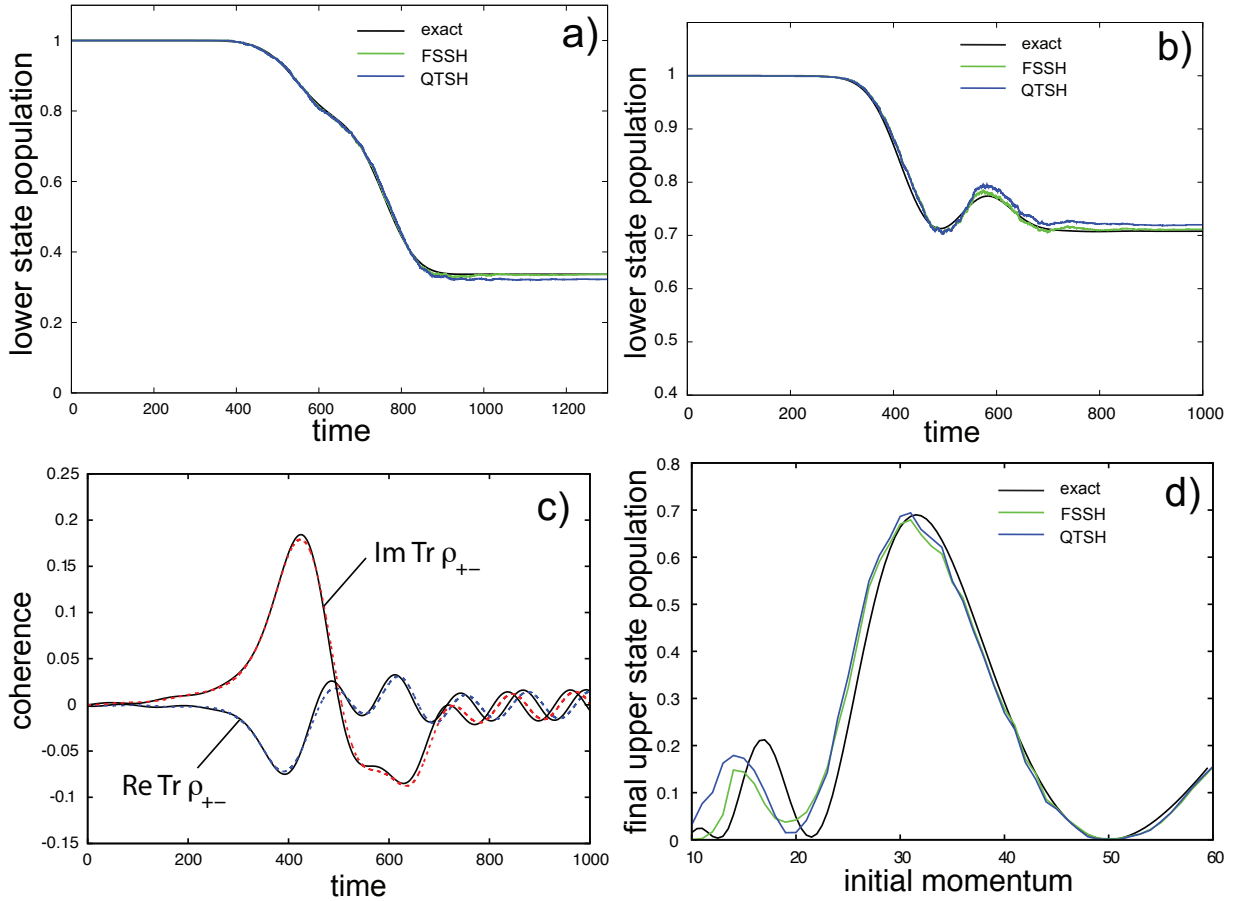 a)
exact
FSSH
QTSH
lower state population
1
0.8
0.6
0.4
0.2
0
0 200 400 600 800 1000 1200
time
b)
exact
FSSH
QTSH
lower state population
1
0.9
0.8
0.7
0.6
0.5
0.4
0 200 400 600 800 1000
time
c)
Im Tr ρ+−
Re Tr ρ+−
coherence
0.25
0.2
0.15
0.1
0.05
0
-0.05
-0.1
-0.15
0 200 400 600 800 1000
time
d)
exact
FSSH
QTSH
final upper state population
0.8
0.7
0.6
0.5
0.4
0.3
0.2
0.1
0
10 20 30 40 50 60
initial momentum